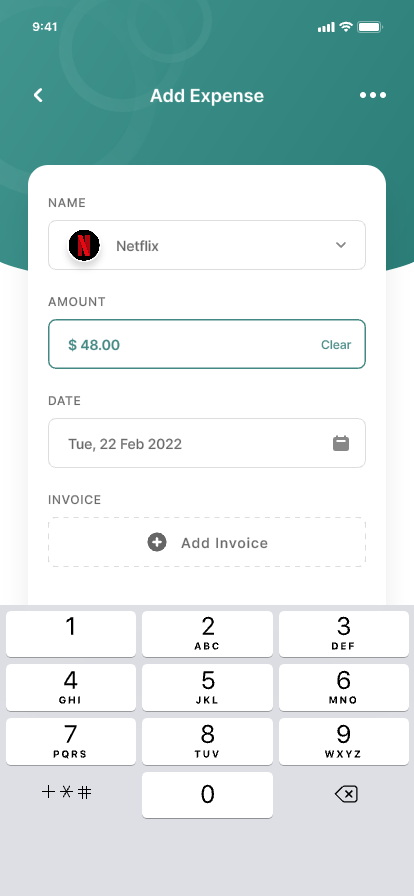 9:41
Add Expense
NAME
N Netflix
AMOUNT
$ 48.00 Clear
DATE
Tue, 22 Feb 2022
INVOICE
Add Invoice
1 2 3
ABC DEF
4 5 6
GHI JKL MNO
7 8 9
PQRS TUV WXYZ
+*# 0